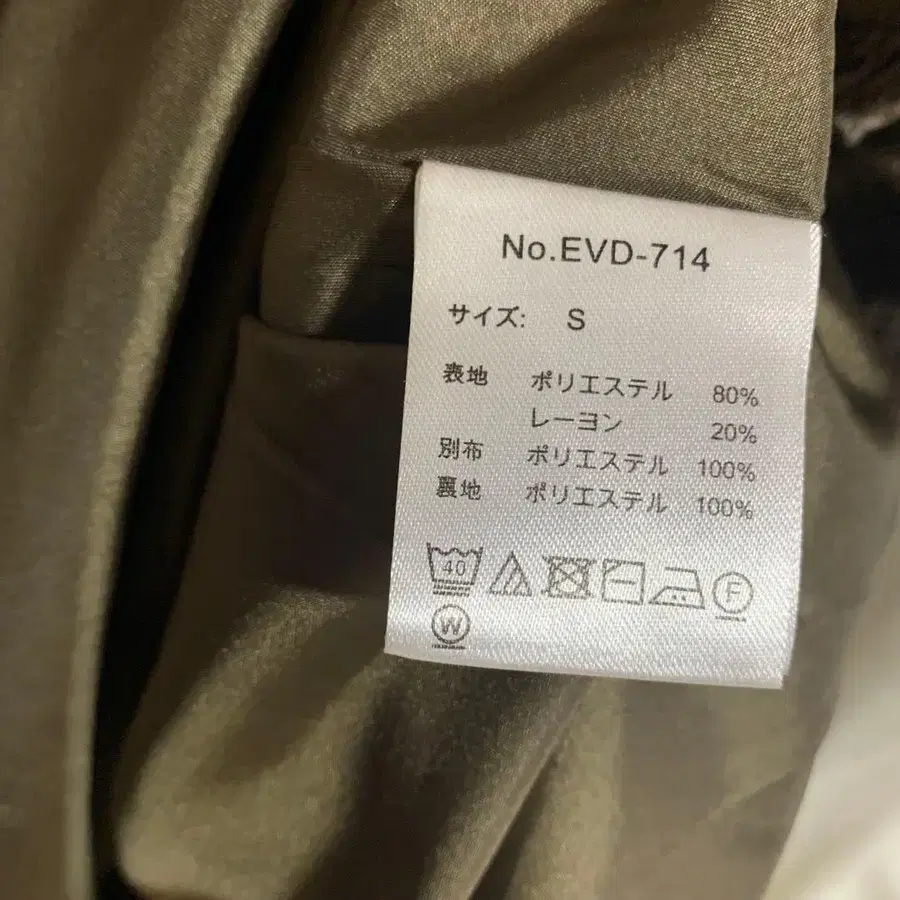 No.EVD-714
サイズ: S
表地 ポリエステル 80%
レーヨン 20%
別布 ポリエステル 100%
裏地 ポリエステル 100%
40 F
W